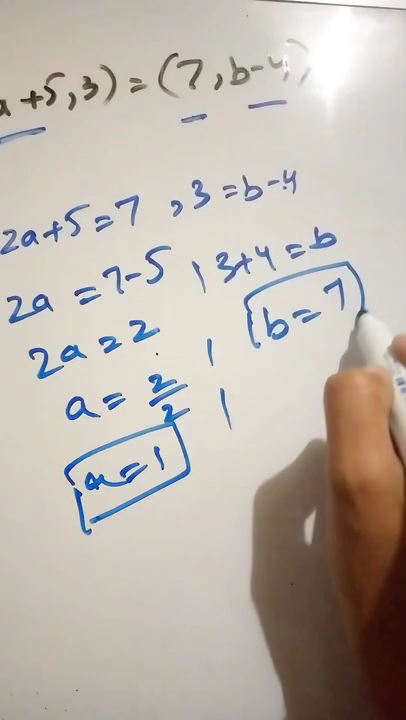 a+5,3) = (7, b-4)
2a+5=7 , 3=b-4
2a = 7-5 | 3+4 = b
2a = 2 | b = 7
a = 2/2 |
a = 1